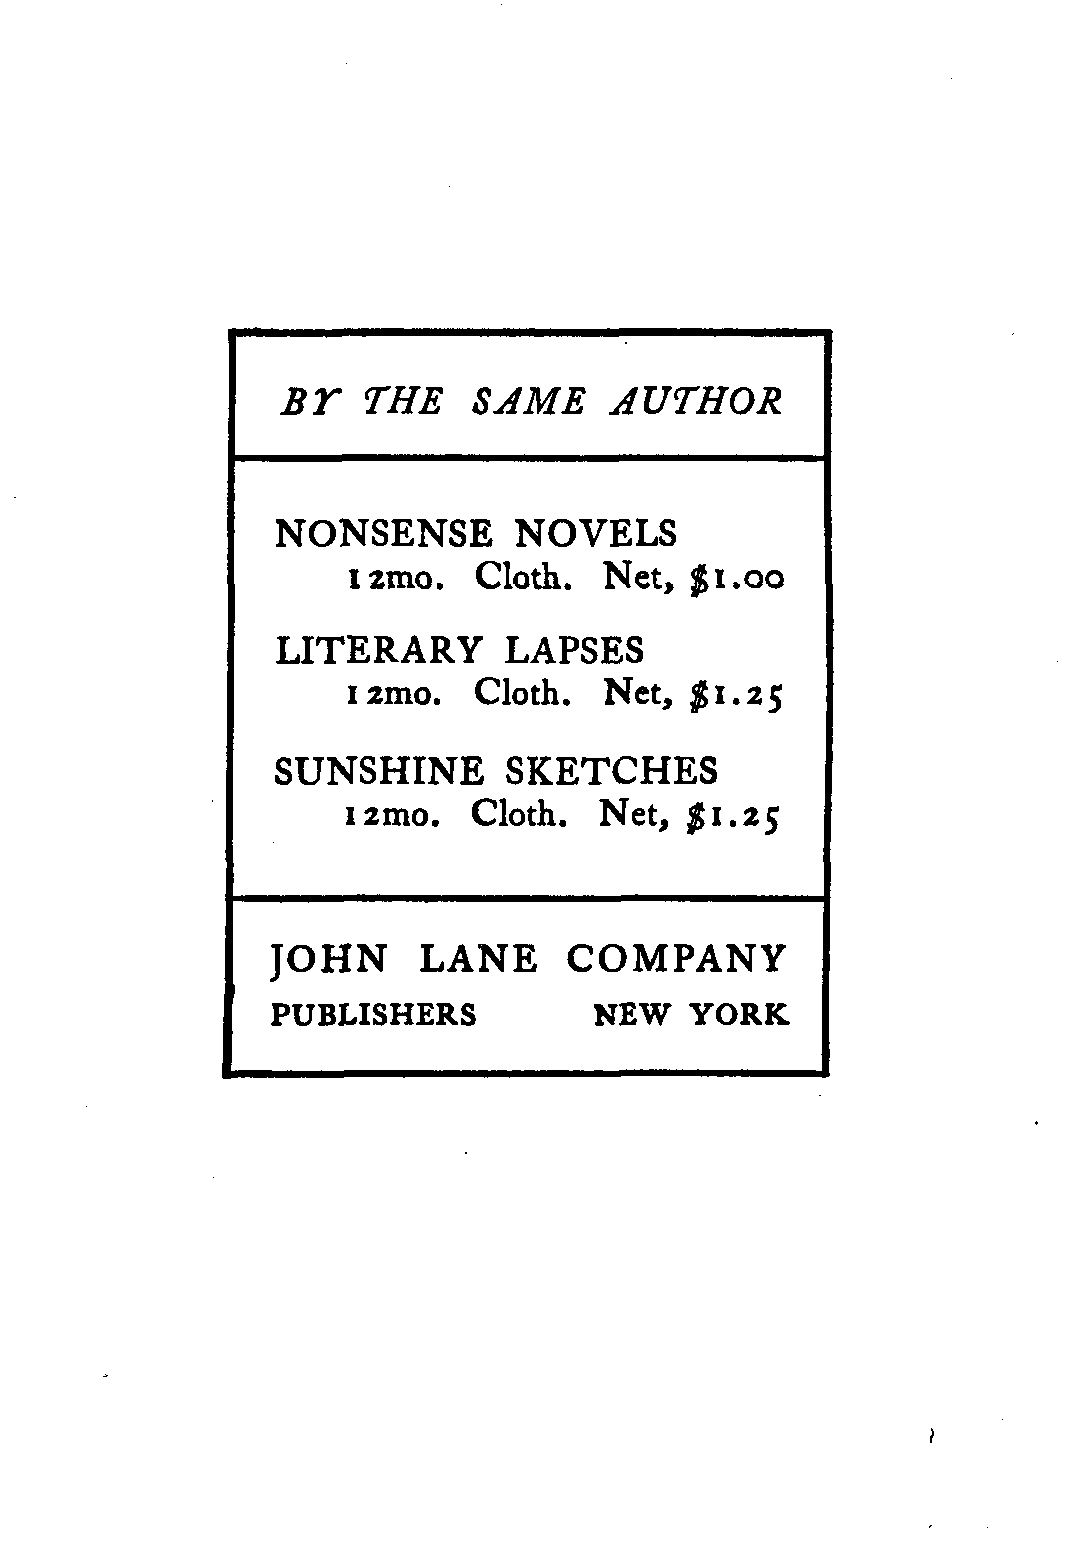 BY THE SAME AUTHOR
NONSENSE NOVELS
12mo. Cloth. Net, $1.00
LITERARY LAPSES
12mo. Cloth. Net, $1.25
SUNSHINE SKETCHES
12mo. Cloth. Net, $1.25
JOHN LANE COMPANY
PUBLISHERS NEW YORK